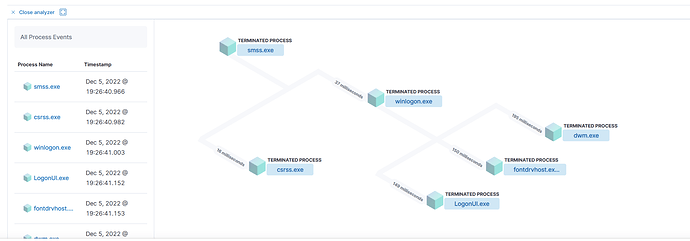 Close analyzer
All Process Events
Process Name Timestamp
smss.exe Dec 5, 2022 @
19:26:40.966
csrss.exe Dec 5, 2022 @
19:26:40.982
winlogon.exe Dec 5, 2022 @
19:26:41.003
LogonUI.exe Dec 5, 2022 @
19:26:41.152
fontdrvhost.... Dec 5, 2022 @
19:26:41.153
Dec 5, 2022 @
TERMINATED PROCESS
smss.exe
37 milliseconds
TERMINATED PROCESS
winlogon.exe
195 milliseconds
TERMINATED PROCESS
dwm.exe
16 milliseconds
TERMINATED PROCESS
csrss.exe
150 milliseconds
TERMINATED PROCESS
fontdrvhost.ex...
149 milliseconds
TERMINATED PROCESS
LogonUI.exe